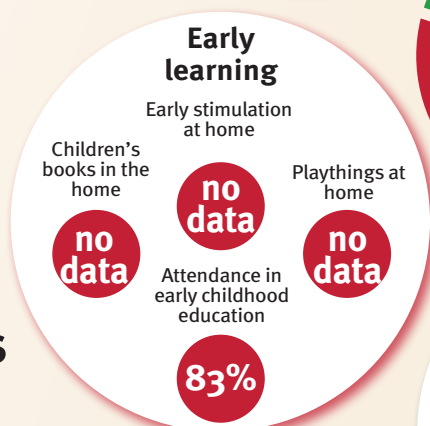 Early
learning
Early stimulation
at home
no
data
Children’s
books in the
home
no
data
Playthings at
home
no
data
Attendance in
early childhood
education
83%
s